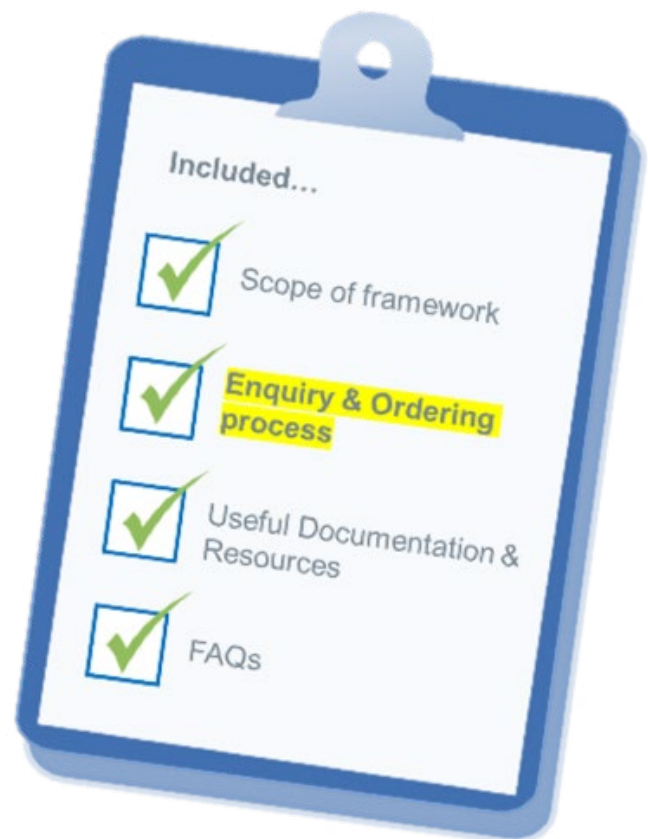 Included...
Scope of framework
Enquiry & Ordering
process
Useful Documentation &
Resources
FAQs